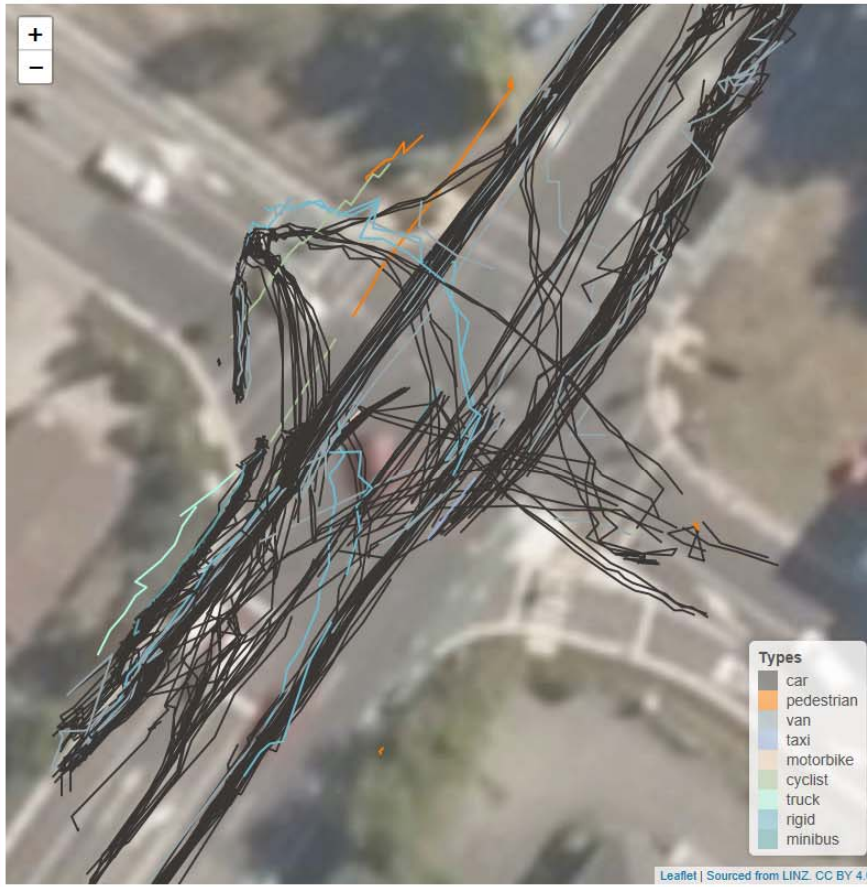 +
−
Types
car
pedestrian
van
taxi
motorbike
cyclist
truck
rigid
minibus
Leaflet | Sourced from LINZ. CC BY 4.